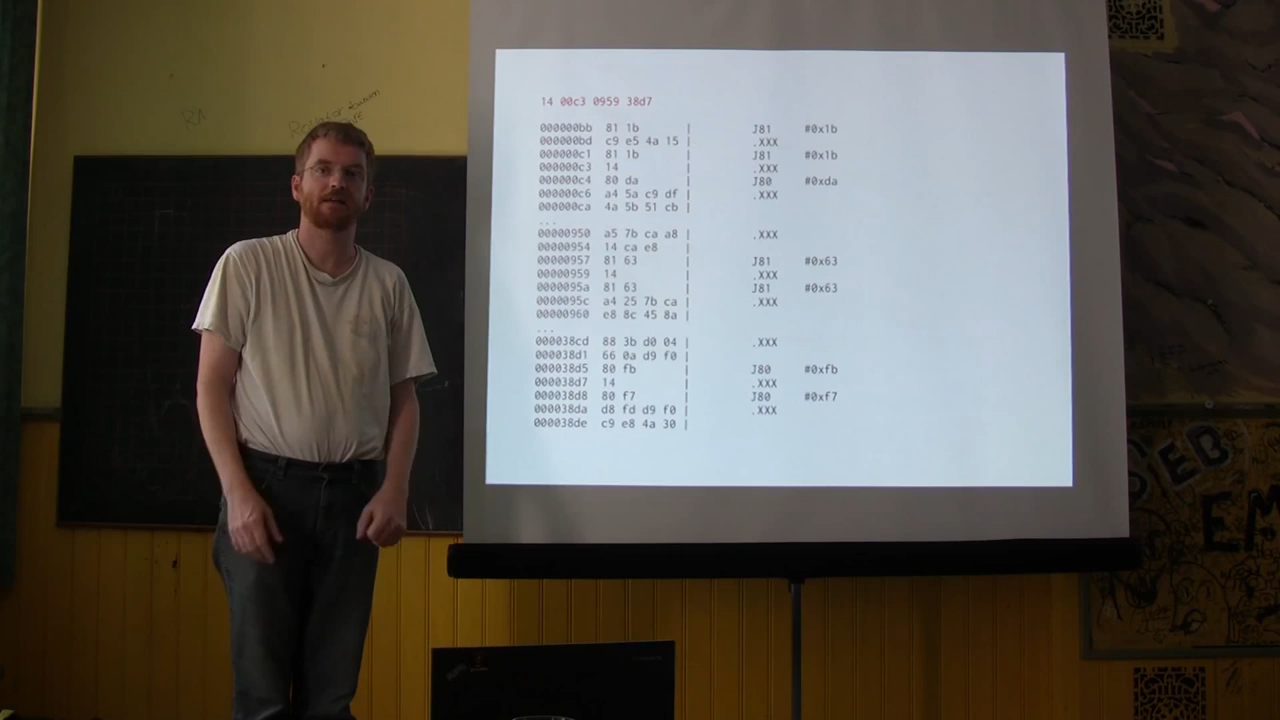 14 00c3 0959 38d7
000000bb 81 1b | J81 #0x1b
000000bd c9 e5 4a 15 | .XXX
000000c1 81 1b | J81 #0x1b
000000c3 14 | .XXX
000000c4 80 da | J80 #0xda
000000c6 a4 5a c9 df | .XXX
000000ca 4a 5b 51 cb |
...
00000950 a5 7b ca a8 | .XXX
00000954 14 ca e8 |
00000957 81 63 | J81 #0x63
00000959 14 | .XXX
0000095a 81 63 | J81 #0x63
0000095c a4 25 7b ca | .XXX
00000960 e8 8c 45 8a |
...
000038cd 88 3b d0 04 | .XXX
000038d1 66 0a d9 f0 |
000038d5 80 fb | J80 #0xfb
000038d7 14 | .XXX
000038d8 80 f7 | J80 #0xf7
000038da d8 fd d9 f0 | .XXX
000038de c9 e8 4a 30 |
RA
SEB
EM